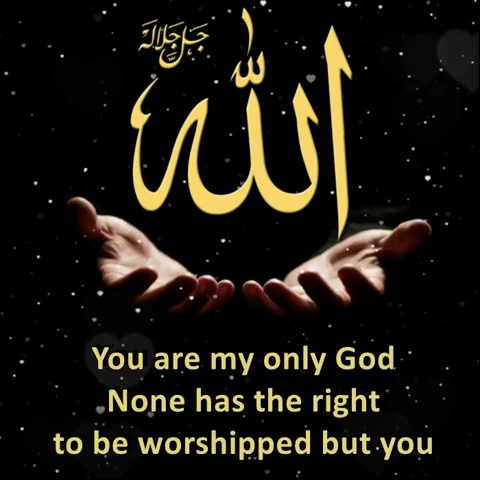 جل جلاله
الله
You are my only God
None has the right
to be worshipped but you